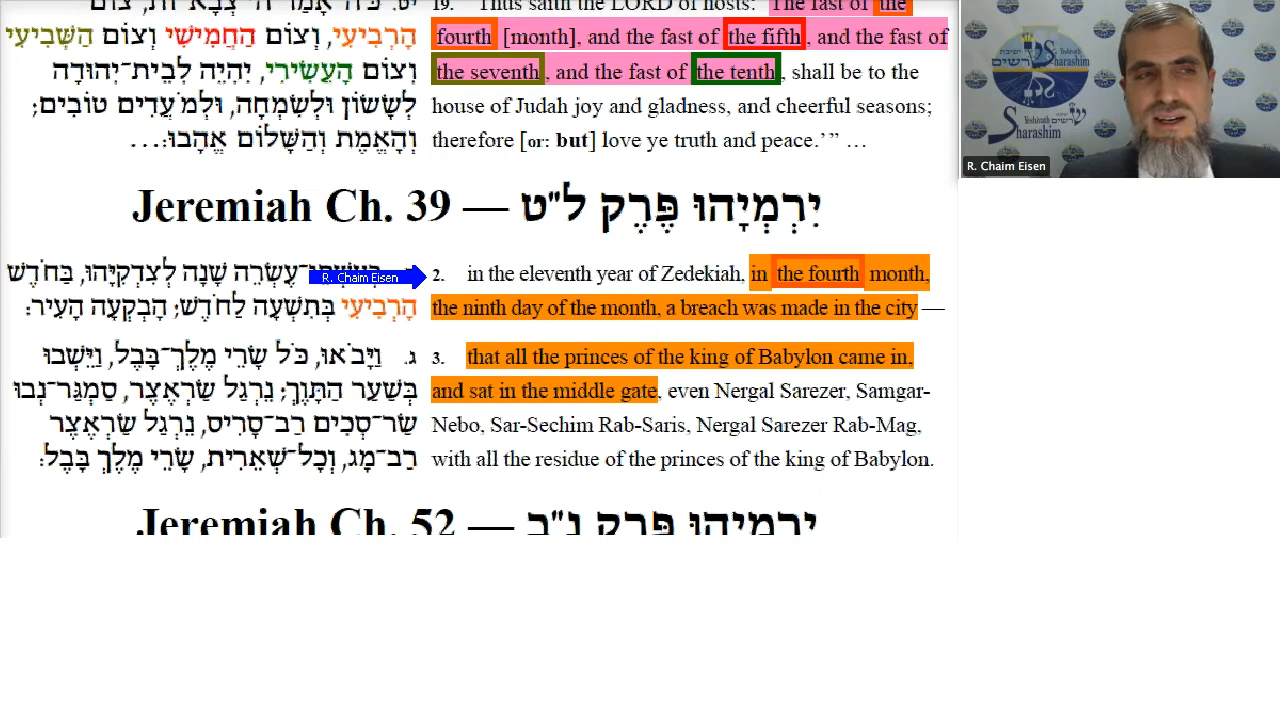 19. Thus saith the LORD of hosts: The fast of the
fourth [month], and the fast of the fifth, and the fast of
the seventh, and the fast of the tenth, shall be to the
house of Judah joy and gladness, and cheerful seasons;
therefore [or: but] love ye truth and peace.’” …
הָרְבִיעִי, וְצוֹם הַחֲמִישִׁי וְצוֹם הַשְּׁבִיעִי
וְצוֹם הָעֲשִׂירִי, יִהְיֶה לְבֵית־יְהוּדָה
לְשָׂשׂוֹן וּלְשִׂמְחָה, וּלְמֹעֲדִים טוֹבִים;
וְהָאֱמֶת וְהַשָּׁלוֹם אֱהָבוּ: …
Jeremiah Ch. 39 — יִרְמְיָהוּ פֶּרֶק ל"ט
2. in the eleventh year of Zedekiah, in the fourth month,
the ninth day of the month, a breach was made in the city —
עֶשְׂרֵה שָׁנָה לְצִדְקִיָּהוּ, בַּחֹדֶשׁ
הָרְבִיעִי בְּתִשְׁעָה לַחֹדֶשׁ; הָבְקְעָה הָעִיר:
R. Chaim Eisen
3. that all the princes of the king of Babylon came in,
and sat in the middle gate, even Nergal Sarezer, Samgar-
Nebo, Sar-Sechim Rab-Saris, Nergal Sarezer Rab-Mag,
with all the residue of the princes of the king of Babylon.
ג. וַיָּבֹאוּ, כֹּל שָׂרֵי מֶלֶךְ־בָּבֶל, וַיֵּשְׁבוּ
בְּשַׁעַר הַתָּוֶךְ; נֵרְגַל שַׂרְאֶצֶר, סַמְגַּר־נְבוּ
שַׂר־סְכִים רַב־סָרִיס, נֵרְגַל שַׂרְאֶצֶר
רַב־מָג, וְכָל־שְׁאֵרִית, שָׂרֵי מֶלֶךְ בָּבֶל:
Jeremiah Ch. 52 — יִרְמְיָהוּ פֶּרֶק נ"ב
Yeshivath
Sharashim
ישיבת
שרשים
Yeshivath
Sharashim
R. Chaim Eisen